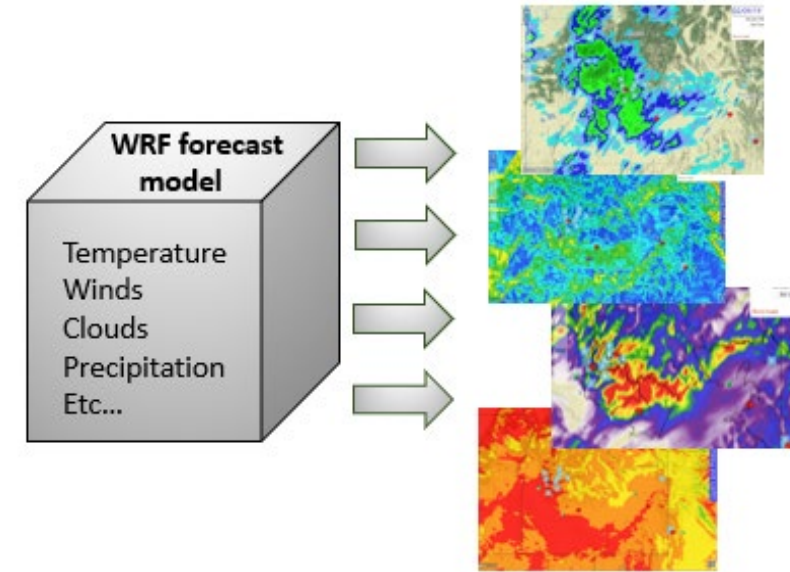 WRF forecast
model
Temperature
Winds
Clouds
Precipitation
Etc...